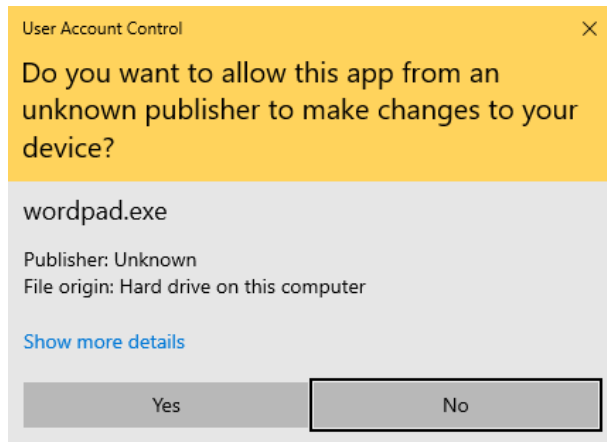 User Account Control
Do you want to allow this app from an
unknown publisher to make changes to your
device?
wordpad.exe
Publisher: Unknown
File origin: Hard drive on this computer
Show more details
Yes No